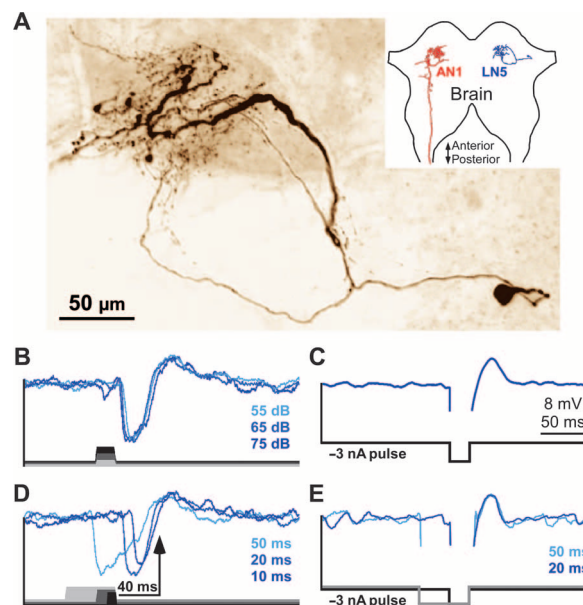 A
AN1
LN5
Brain
Anterior
Posterior
50 µm
B
55 dB
65 dB
75 dB
C
8 mV
50 ms
–3 nA pulse
D
50 ms
20 ms
10 ms
40 ms
E
50 ms
20 ms
–3 nA pulse